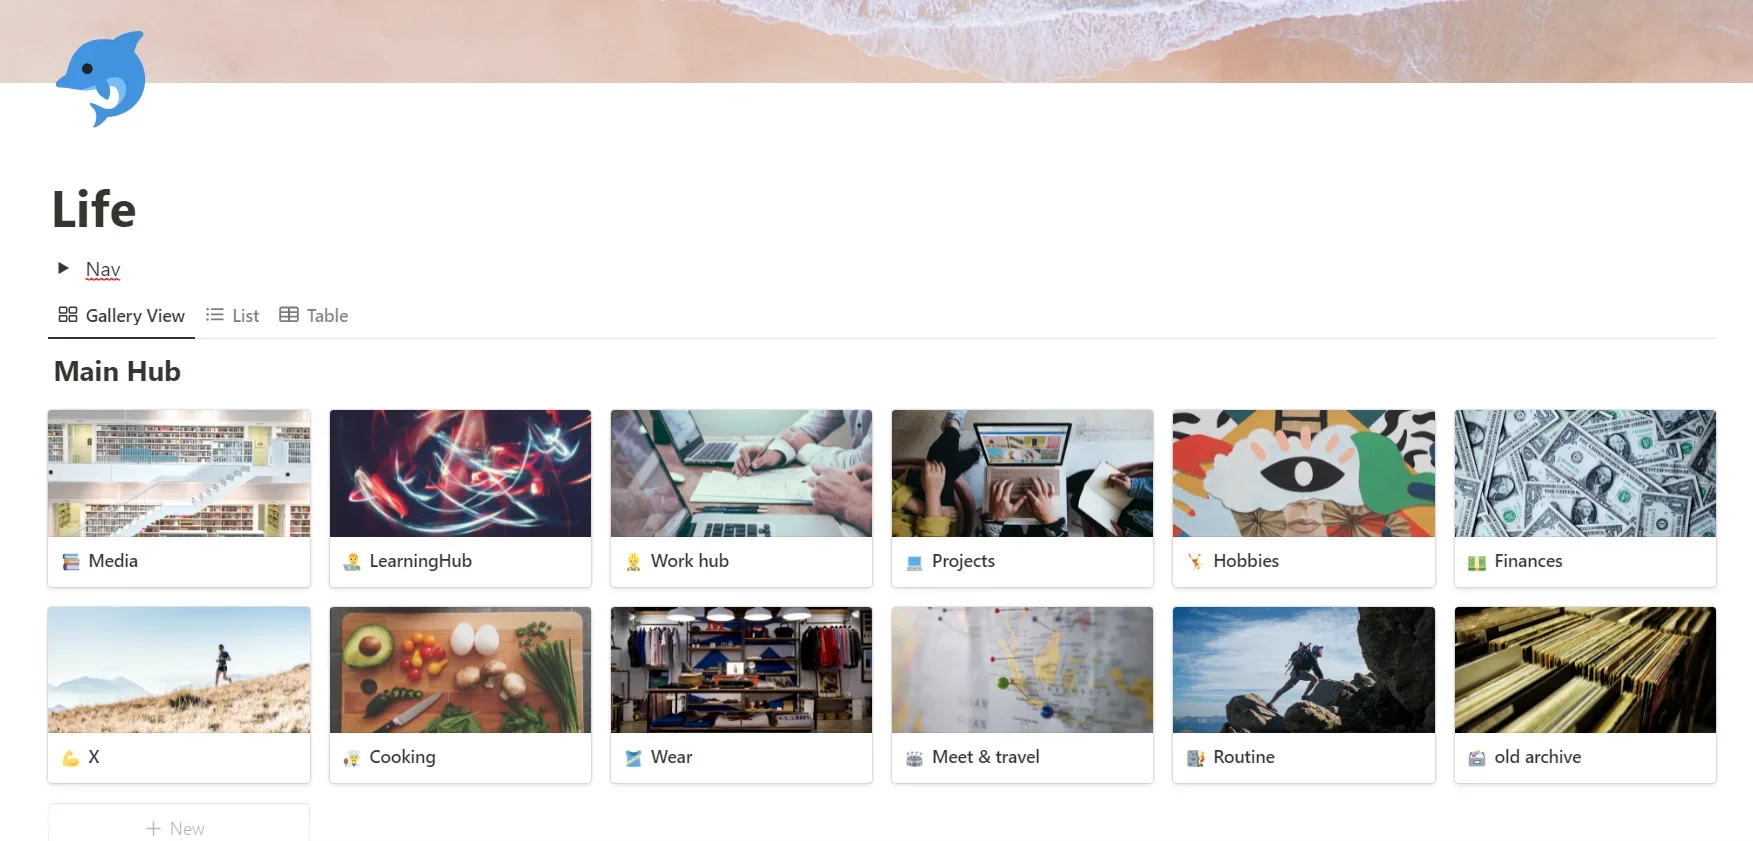 Life
Nav
Gallery View List Table
Main Hub
Media LearningHub Work hub Projects Hobbies Finances
X Cooking Wear Meet & travel Routine old archive
+ New